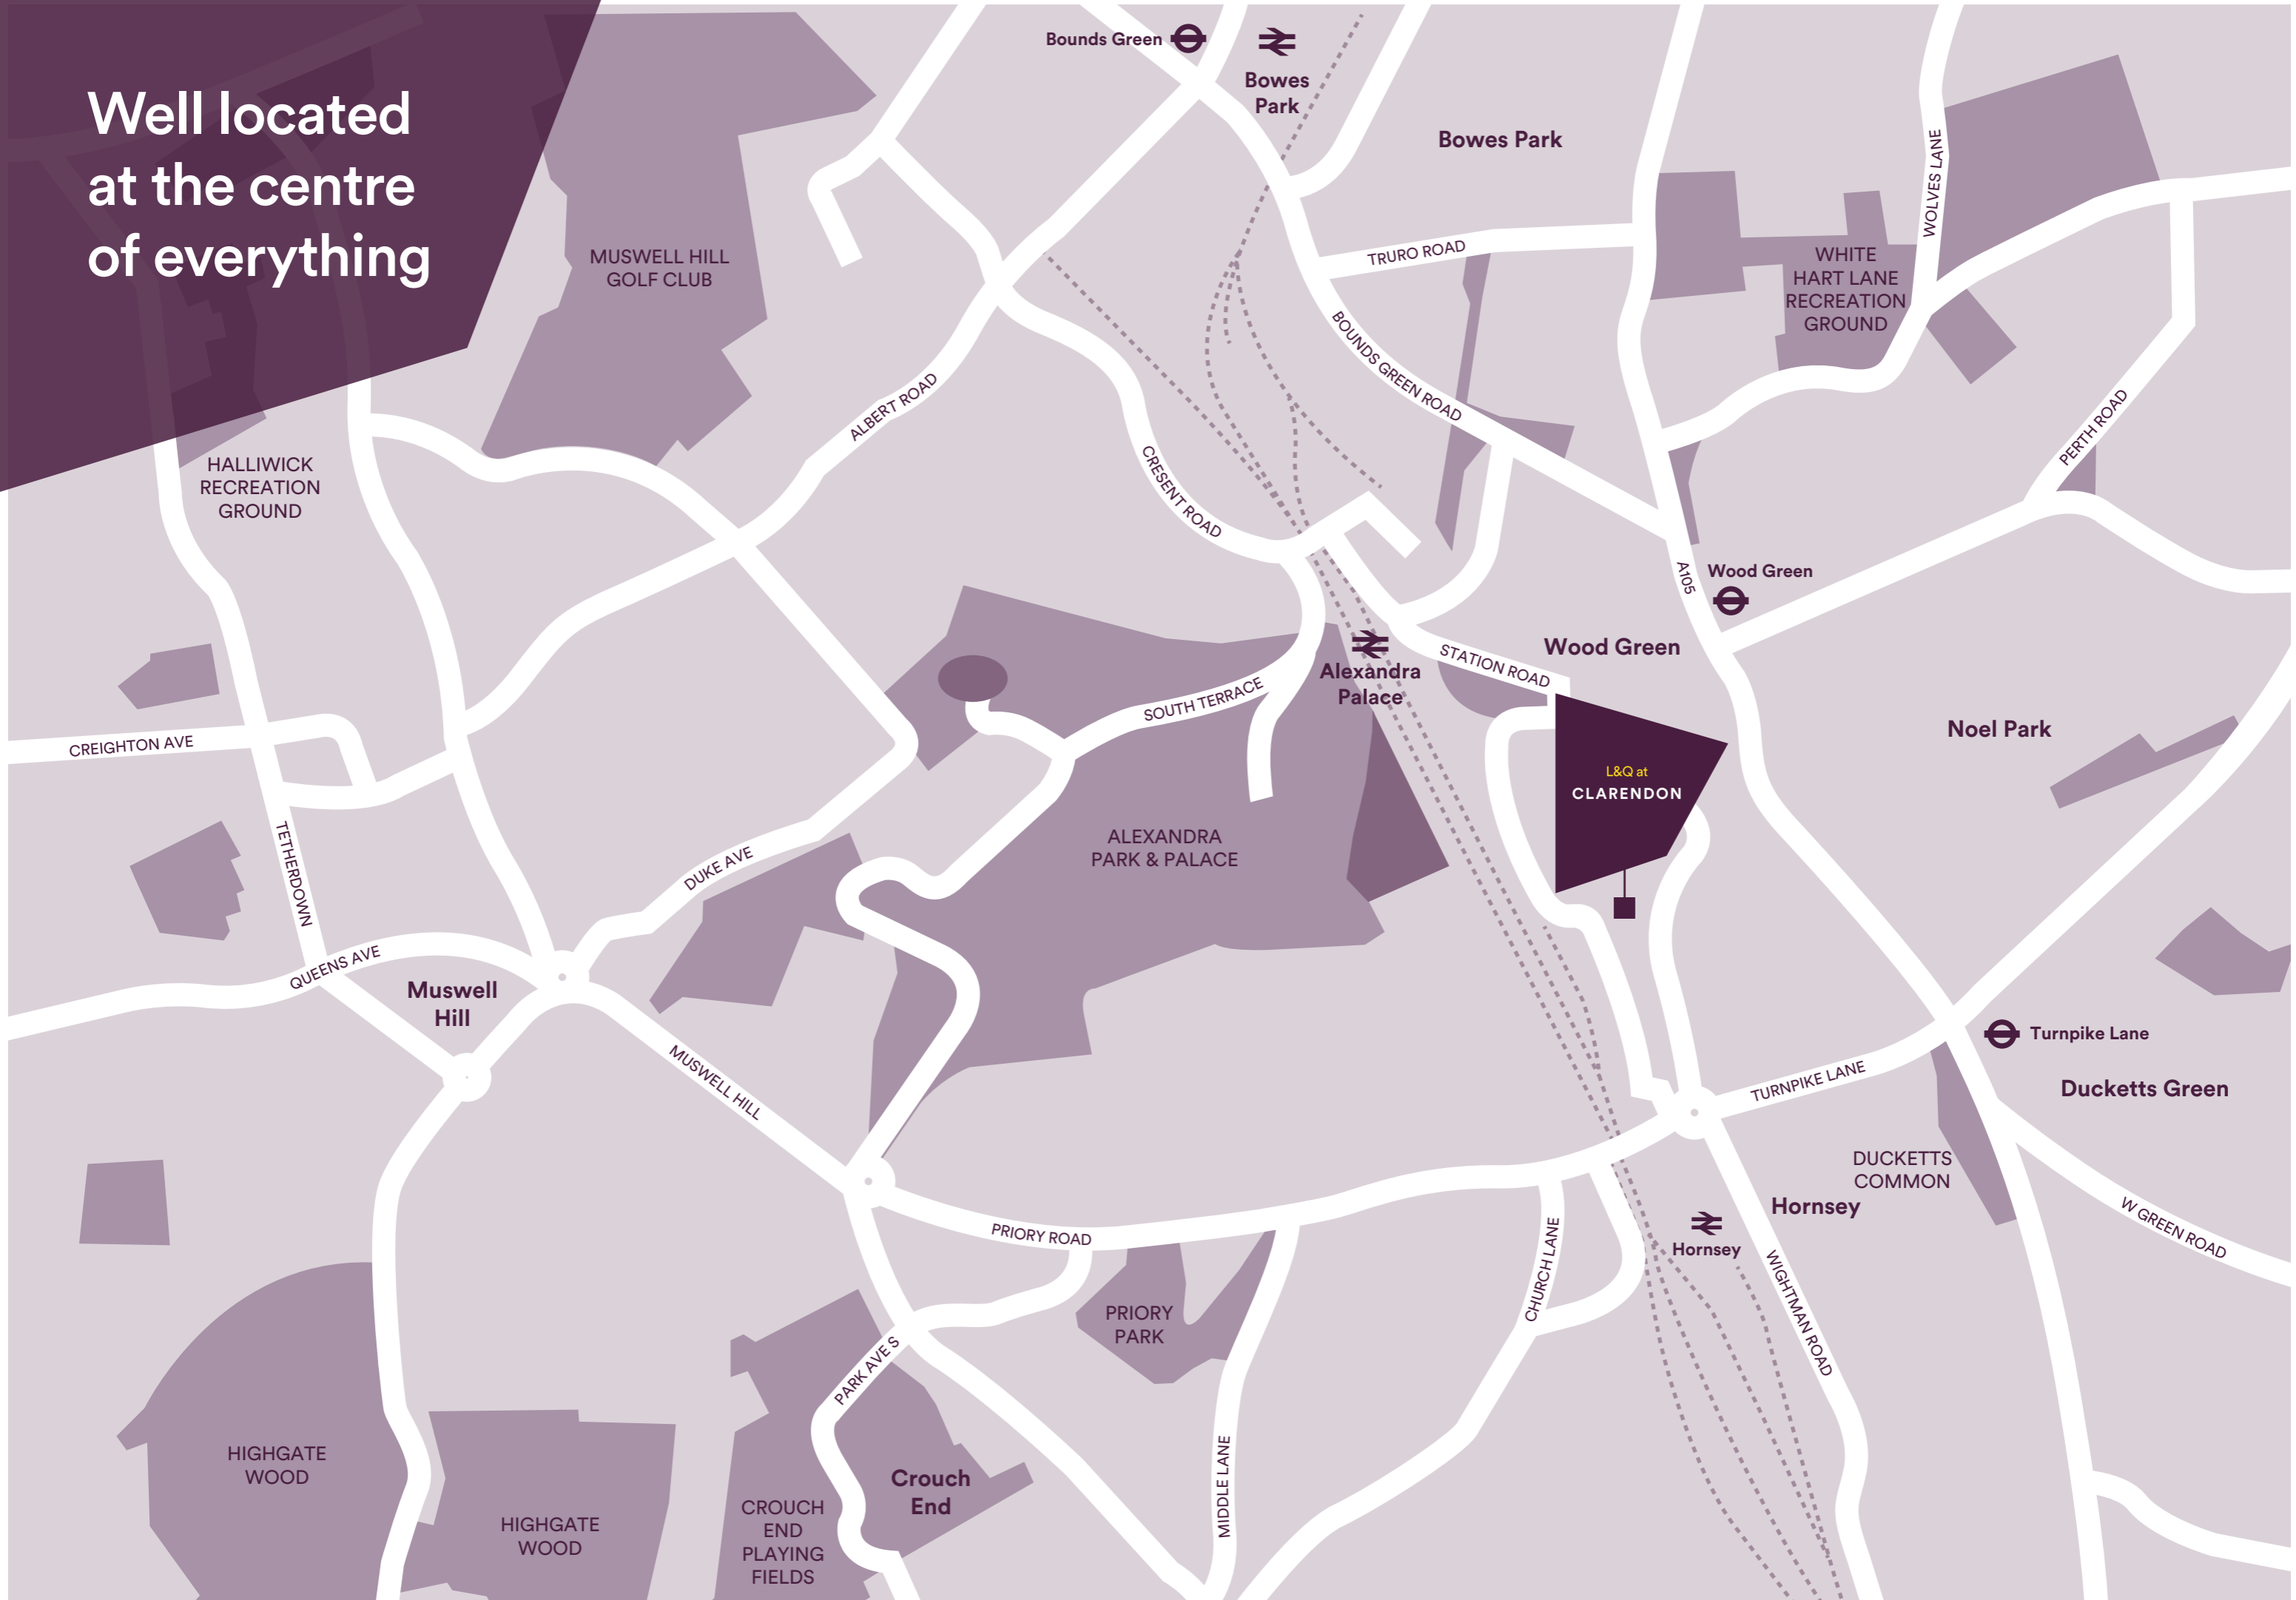 Well located
at the centre
of everything
Bounds Green
Bowes
Park
Bowes Park
WOLVES LANE
MUSWELL HILL
GOLF CLUB
TRURO ROAD
WHITE
HART LANE
RECREATION
GROUND
BOUNDS GREEN ROAD
ALBERT ROAD
PERTH ROAD
HALLIWICK
RECREATION
GROUND
CRESENT ROAD
A105
Wood Green
Wood Green
STATION ROAD
Alexandra
Palace
SOUTH TERRACE
Noel Park
CREIGHTON AVE
L&Q at
CLARENDON
ALEXANDRA
PARK & PALACE
TETHERDOWN
DUKE AVE
QUEENS AVE
Muswell
Hill
Turnpike Lane
MUSWELL HILL
TURNPIKE LANE
Ducketts Green
DUCKETTS
COMMON
Hornsey
W GREEN ROAD
PRIORY ROAD
Hornsey
CHURCH LANE
WIGHTMAN ROAD
PRIORY
PARK
PARK AVE S
HIGHGATE
WOOD
Crouch
End
MIDDLE LANE
HIGHGATE
WOOD
CROUCH
END
PLAYING
FIELDS